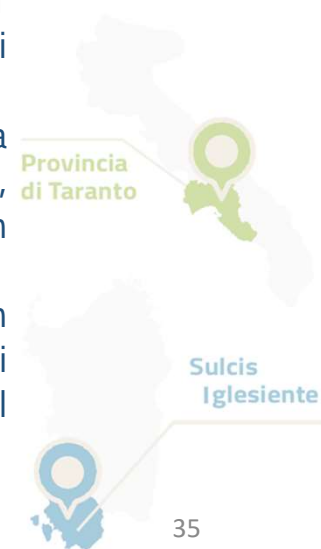 i
a
Provincia
, di Taranto
n
n
i
Sulcis
Iglesiente
l
35